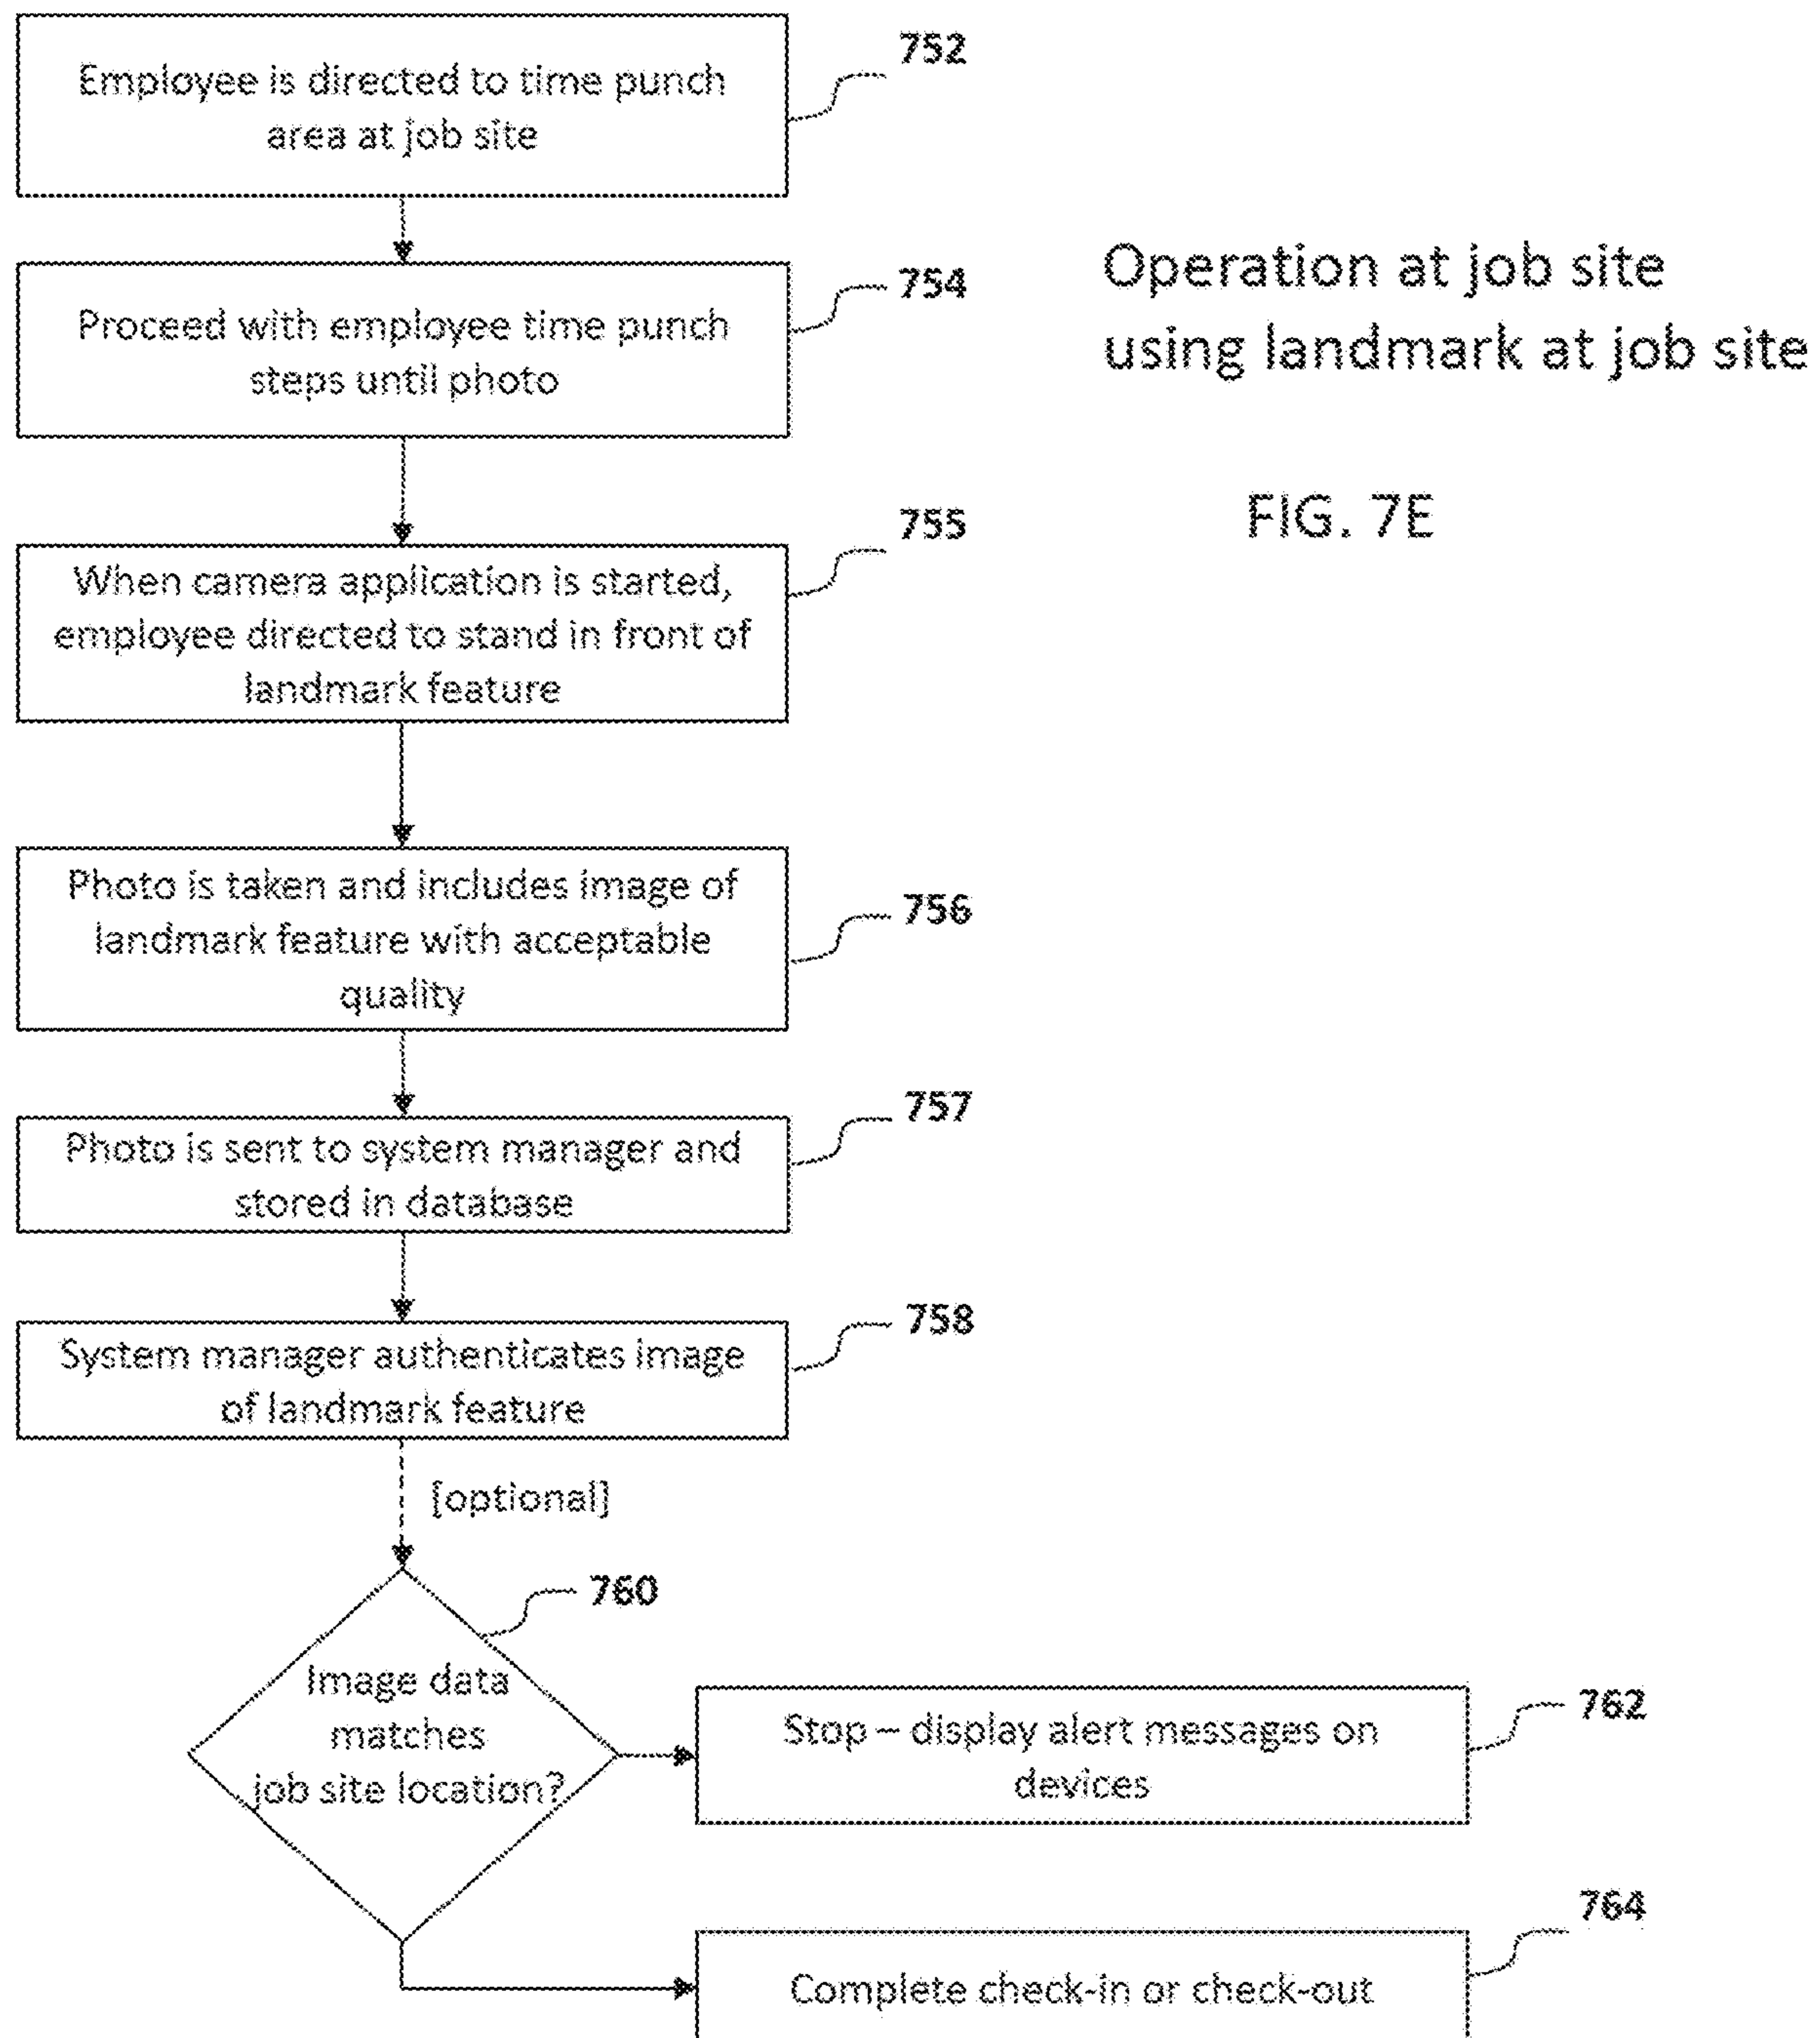 752
Employee is directed to time punch
area at job site
754
Proceed with employee time punch
steps until photo
Operation at job site
using landmark at job site
FIG. 7E
755
When camera application is started,
employee directed to stand in front of
landmark feature
Photo is taken and includes image of
landmark feature with acceptable
quality
756
757
Photo is sent to system manager and
stored in database
758
System manager authenticates image
of landmark feature
[optional]
760
Image data
matches
job site location?
762
Stop – display alert messages on
devices
764
Complete check-in or check-out